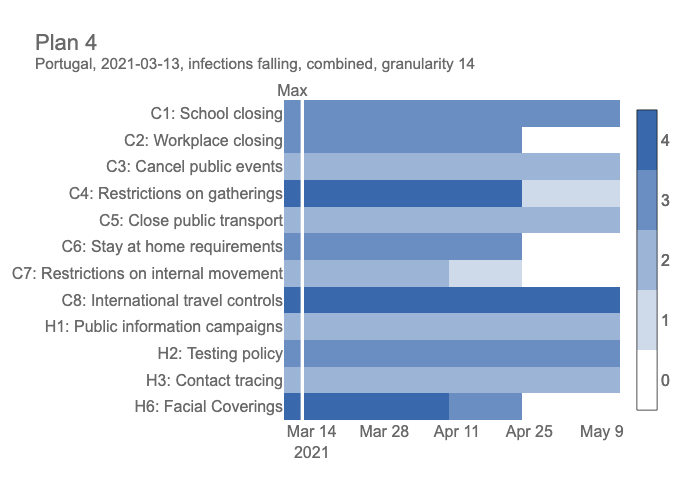 Plan 4
Portugal, 2021-03-13, infections falling, combined, granularity 14
Max
C1: School closing
C2: Workplace closing
C3: Cancel public events
C4: Restrictions on gatherings
C5: Close public transport
C6: Stay at home requirements
C7: Restrictions on internal movement
C8: International travel controls
H1: Public information campaigns
H2: Testing policy
H3: Contact tracing
H6: Facial Coverings
Mar 14 Mar 28 Apr 11 Apr 25 May 9
2021
4
3
2
1
0